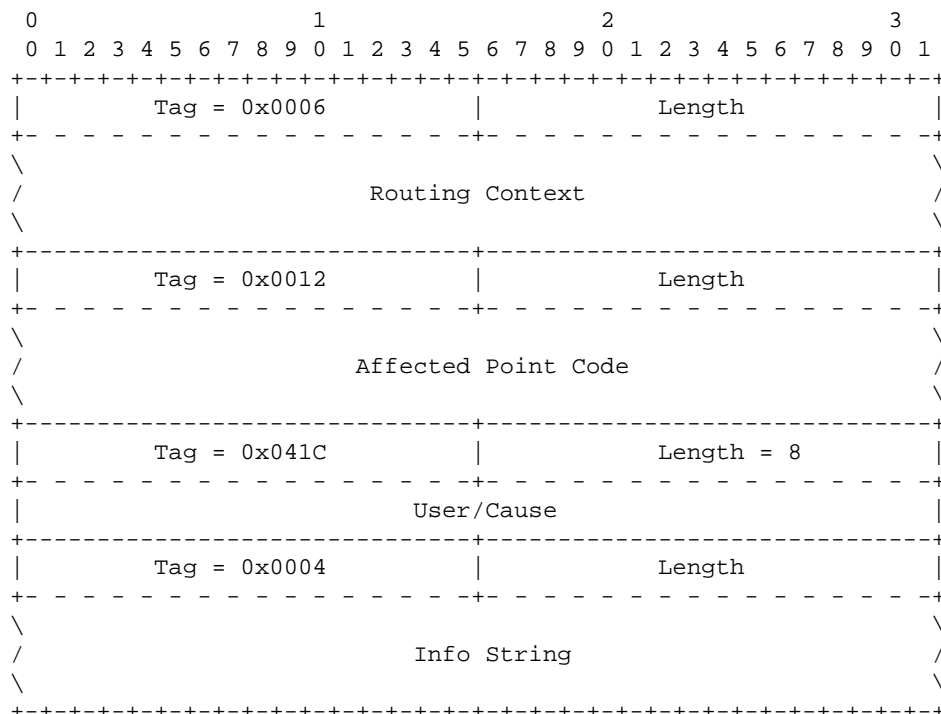 0                   1                   2                   3
 0 1 2 3 4 5 6 7 8 9 0 1 2 3 4 5 6 7 8 9 0 1 2 3 4 5 6 7 8 9 0 1
+-+-+-+-+-+-+-+-+-+-+-+-+-+-+-+-+-+-+-+-+-+-+-+-+-+-+-+-+-+-+-+-+
|         Tag = 0x0006          |            Length             |
+- - - - - - - - - - - - - - - -+- - - - - - - - - - - - - - - -+
\                                                               \
/                        Routing Context                        /
\                                                               \
+-------------------------------+-------------------------------+
|         Tag = 0x0012          |            Length             |
+- - - - - - - - - - - - - - - -+- - - - - - - - - - - - - - - -+
\                                                               \
/                       Affected Point Code                     /
\                                                               \
+-------------------------------+-------------------------------+
|         Tag = 0x041C          |            Length = 8         |
+- - - - - - - - - - - - - - - -+- - - - - - - - - - - - - - - -+
|                           User/Cause                          |
+-------------------------------+-------------------------------+
|         Tag = 0x0004          |            Length             |
+- - - - - - - - - - - - - - - -+- - - - - - - - - - - - - - - -+
\                                                               \
/                           Info String                         /
\                                                               \
+-+-+-+-+-+-+-+-+-+-+-+-+-+-+-+-+-+-+-+-+-+-+-+-+-+-+-+-+-+-+-+-+